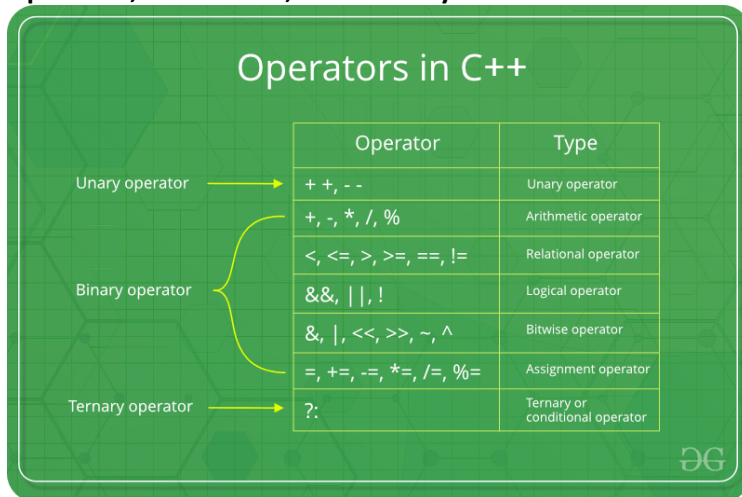 Operators in C++
Operator Type
Unary operator + +, - - Unary operator
+, -, *, /, % Arithmetic operator
<, <=, >, >=, ==, != Relational operator
Binary operator &&, ||, ! Logical operator
&, |, <<, >>, ~, ^ Bitwise operator
=, +=, -=, *=, /=, %= Assignment operator
Ternary operator ?: Ternary or
conditional operator